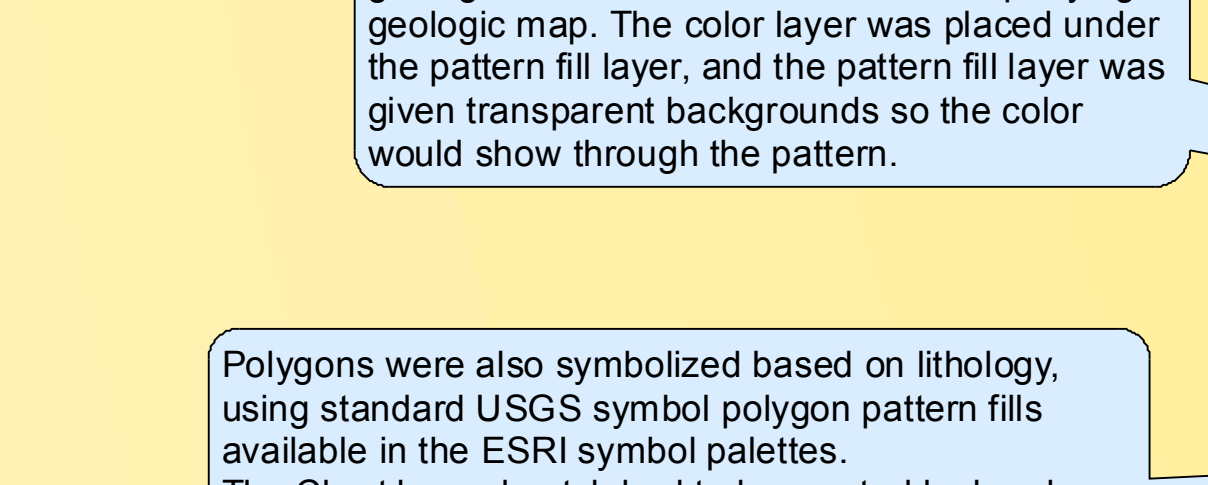 geologic map. The color layer was placed under
the pattern fill layer, and the pattern fill layer was
given transparent backgrounds so the color
would show through the pattern.
Polygons were also symbolized based on lithology,
using standard USGS symbol polygon pattern fills
available in the ESRI symbol palettes.